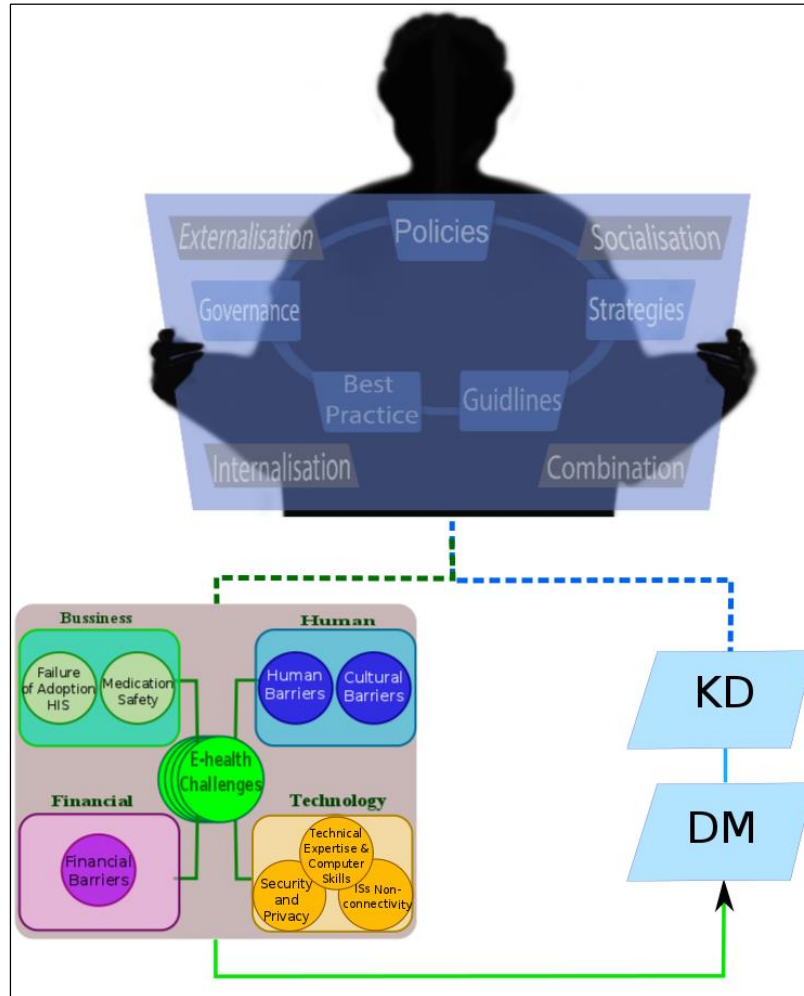 Externalisation
Policies
Socialisation
Governance
Strategies
Best
Practice
Guidlines
Internalisation
Combination
Bussiness
Failure
of Adoption
HIS
Medication
Safety
Human
Human
Barriers
Cultural
Barriers
E-health
Challenges
Financial
Financial
Barriers
Technology
Technical
Expertise &
Computer
Skills
Security
and
Privacy
ISs Non-
connectivity
KD
DM